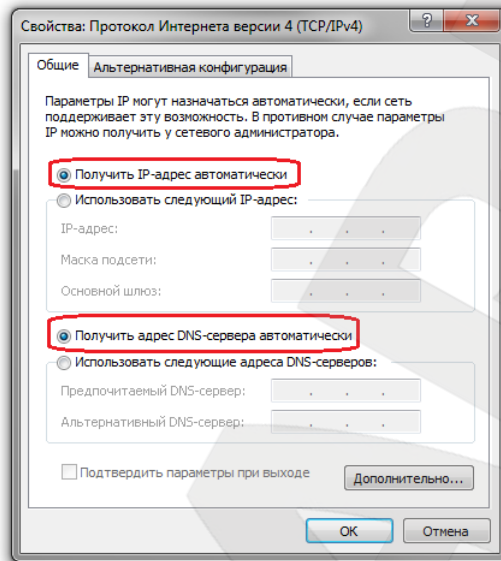 Свойства: Протокол Интернета версии 4 (TCP/IPv4)
Общие
Альтернативная конфигурация
Параметры IP могут назначаться автоматически, если сеть
поддерживает эту возможность. В противном случае параметры
IP можно получить у сетевого администратора.
Получить IP-адрес автоматически
Использовать следующий IP-адрес:
IP-адрес:
Маска подсети:
Основной шлюз:
Получить адрес DNS-сервера автоматически
Использовать следующие адреса DNS-серверов:
Предпочитаемый DNS-сервер:
Альтернативный DNS-сервер:
Подтвердить параметры при выходе
Дополнительно...
ОК
Отмена